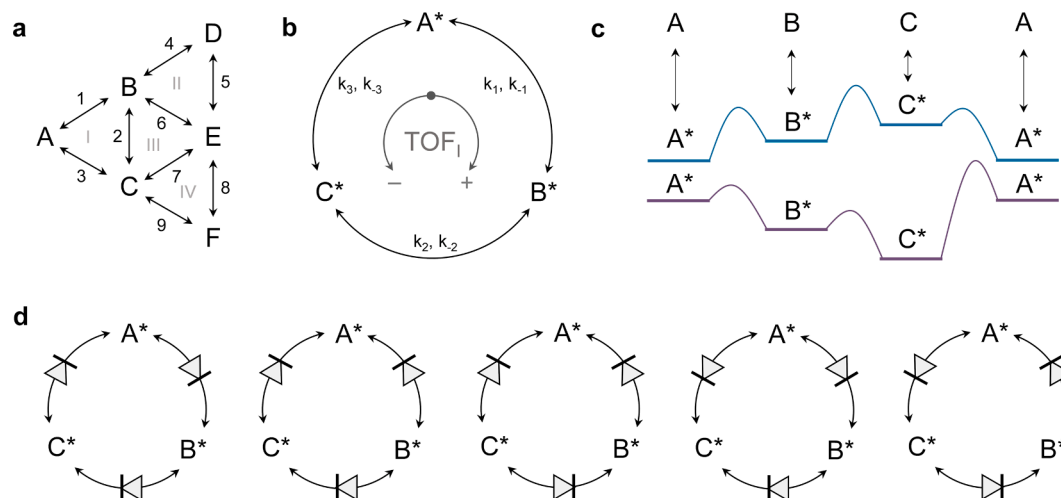 a
D
4
B
II
5
1
6
A
I
2
III
E
3
7
C
IV
8
9
F
b
A*
k₃, k₋₃
k₁, k₋₁
TOF_I
− +
C*
B*
k₂, k₋₂
c
A B C A
A* B* C* A*
A* B* C* A*
d
A* A* A* A* A*
C* B* C* B* C* B* C* B* C* B*